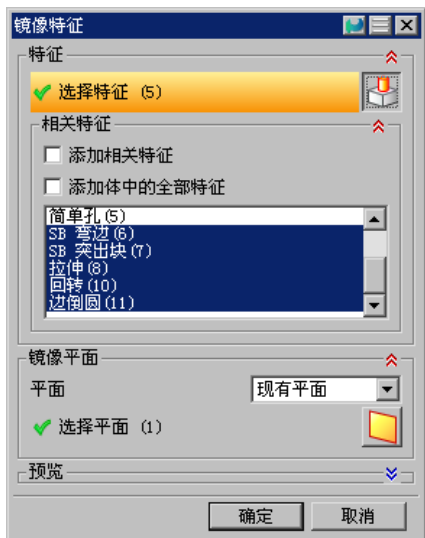 镜像特征
特征
选择特征 (5)
相关特征
添加相关特征
添加体中的全部特征
简单孔(5)
SB 弯边(6)
SB 突出块(7)
拉伸(8)
回转(10)
边倒圆(11)
镜像平面
平面 现有平面
选择平面 (1)
预览
确定 取消